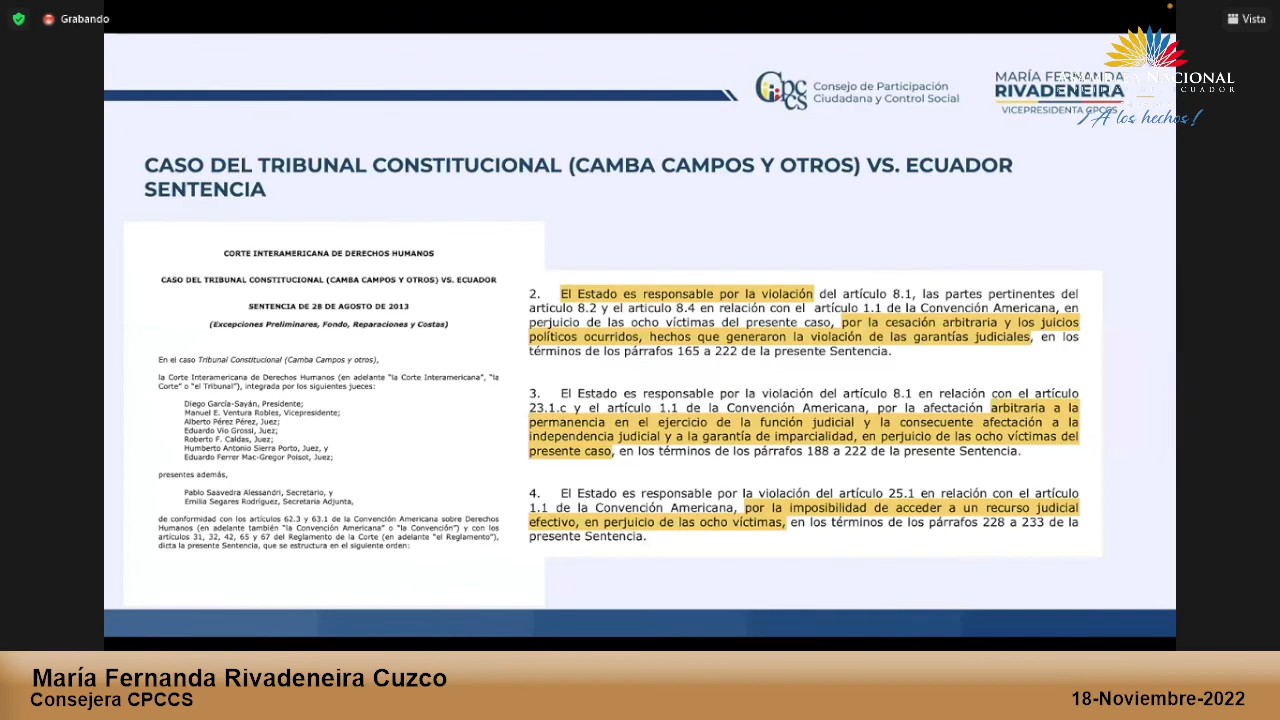 Grabando
Vista
Cpccs
Consejo de Participación
Ciudadana y Control Social
MARÍA FERNANDA
RIVADENEIRA
VICEPRESIDENTA CPCCS
NACIONAL
¡A los hechos!
CASO DEL TRIBUNAL CONSTITUCIONAL (CAMBA CAMPOS Y OTROS) VS. ECUADOR
SENTENCIA
CORTE INTERAMERICANA DE DERECHOS HUMANOS
CASO DEL TRIBUNAL CONSTITUCIONAL (CAMBA CAMPOS Y OTROS) VS. ECUADOR
SENTENCIA DE 28 DE AGOSTO DE 2013
(Excepciones Preliminares, Fondo, Reparaciones y Costas)
En el caso Tribunal Constitucional (Camba Campos y otros),
la Corte Interamericana de Derechos Humanos (en adelante "la Corte Interamericana", "la
Corte" o "el Tribunal"), integrada por los siguientes jueces:
Diego García-Sayán, Presidente;
Manuel E. Ventura Robles, Vicepresidente;
Alberto Pérez Pérez, Juez;
Eduardo Vio Grossi, Juez;
Roberto F. Caldas, Juez;
Humberto Antonio Sierra Porto, Juez, y
Eduardo Ferrer Mac-Gregor Poisot, Juez;
presentes además,
Pablo Saavedra Alessandri, Secretario, y
Emilia Segares Rodríguez, Secretaria Adjunta,
de conformidad con los artículos 62.3 y 63.1 de la Convención Americana sobre Derechos
Humanos (en adelante también "la Convención Americana" o "la Convención") y con los
artículos 31, 32, 42, 65 y 67 del Reglamento de la Corte (en adelante "el Reglamento"),
dicta la presente Sentencia, que se estructura en el siguiente orden:
2. El Estado es responsable por la violación del artículo 8.1, las partes pertinentes del
articulo 8.2 y el articulo 8.4 en relación con el artículo 1.1 de la Convención Americana, en
perjuicio de las ocho víctimas del presente caso, por la cesación arbitraria y los juicios
políticos ocurridos, hechos que generaron la violación de las garantías judiciales, en los
términos de los párrafos 165 a 222 de la presente Sentencia.
3. El Estado es responsable por la violación del artículo 8.1 en relación con el artículo
23.1.c y el artículo 1.1 de la Convención Americana, por la afectación arbitraria a la
permanencia en el ejercicio de la función judicial y la consecuente afectación a la
independencia judicial y a la garantía de imparcialidad, en perjuicio de las ocho víctimas del
presente caso, en los términos de los párrafos 188 a 222 de la presente Sentencia.
4. El Estado es responsable por la violación del artículo 25.1 en relación con el artículo
1.1 de la Convención Americana, por la imposibilidad de acceder a un recurso judicial
efectivo, en perjuicio de las ocho víctimas, en los términos de los párrafos 228 a 233 de la
presente Sentencia.
María Fernanda Rivadeneira Cuzco
Consejera CPCCS
18-Noviembre-2022